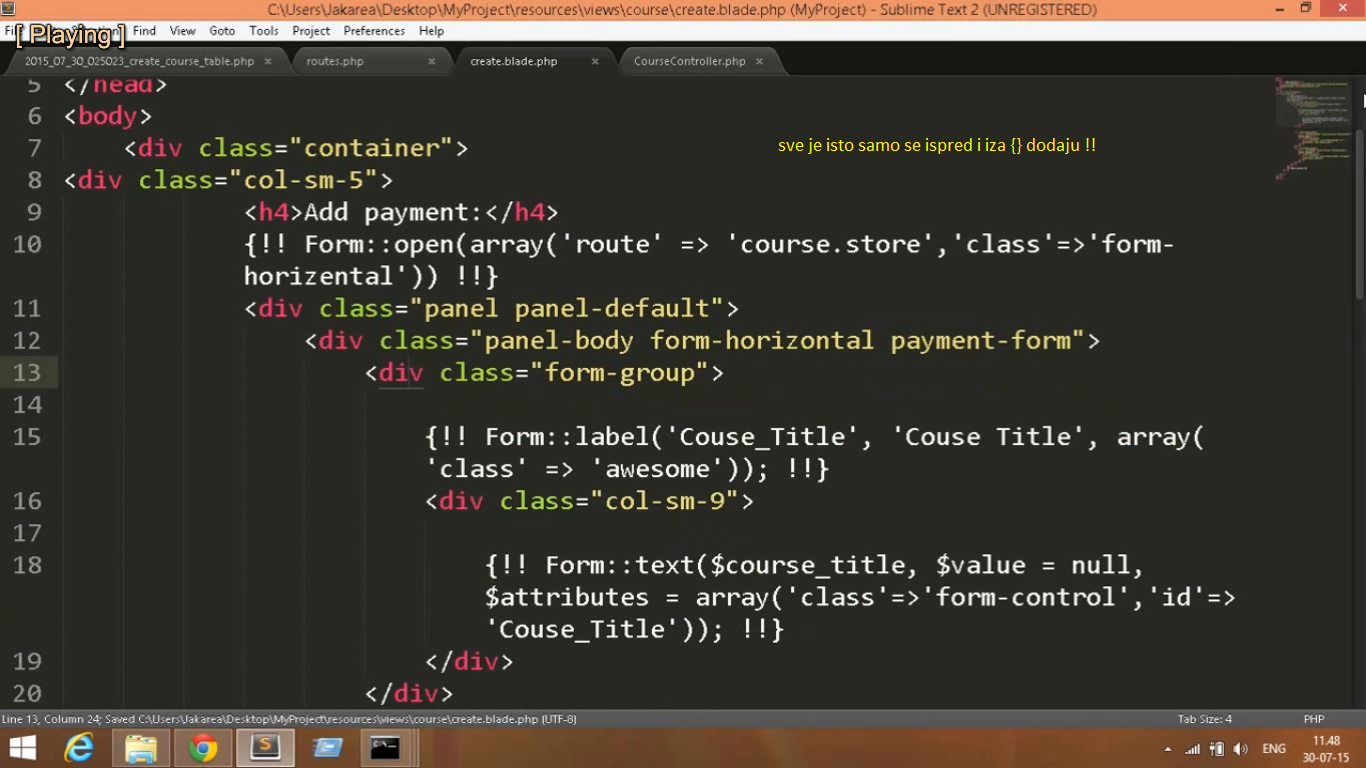 C:\Users\Jakarea\Desktop\MyProject\resources\views\course\create.blade.php (MyProject) - Sublime Text 2 (UNREGISTERED)
[ Playing ]
Find View Goto Tools Project Preferences Help
2015_07_30_025023_create_course_table.php × routes.php × create.blade.php × CourseController.php ×
5 </head>
6 <body>
7 <div class="container">
sve je isto samo se ispred i iza {} dodaju !!
8 <div class="col-sm-5">
9 <h4>Add payment:</h4>
10 {!! Form::open(array('route' => 'course.store','class'=>'form-
horizental')) !!}
11 <div class="panel panel-default">
12 <div class="panel-body form-horizontal payment-form">
13 <div class="form-group">
14
15 {!! Form::label('Couse_Title', 'Couse Title', array(
'class' => 'awesome')); !!}
16 <div class="col-sm-9">
17
18 {!! Form::text($course_title, $value = null,
$attributes = array('class'=>'form-control','id'=>
'Couse_Title')); !!}
19 </div>
20 </div>
Line 13, Column 24; Saved C:\Users\Jakarea\Desktop\MyProject\resources\views\course\create.blade.php (UTF-8) Tab Size: 4 PHP
ENG
11.48
30-07-15